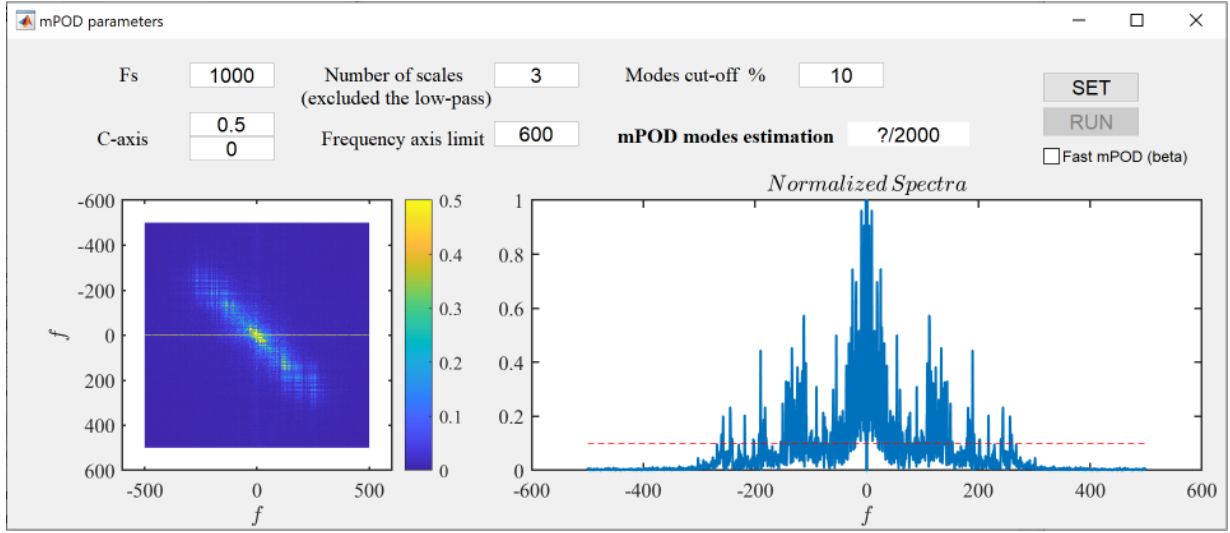 mPOD parameters
Fs 1000
Number of scales 3
(excluded the low-pass)
Modes cut-off % 10
SET
C-axis 0.5
0
Frequency axis limit 600
mPOD modes estimation ?/2000
RUN
Fast mPOD (beta)
Normalized Spectra
-600
-400
-200
0
200
400
600
f
-500 0 500
f
0.5
0.4
0.3
0.2
0.1
0
1
0.8
0.6
0.4
0.2
0
-600 -400 -200 0 200 400 600
f